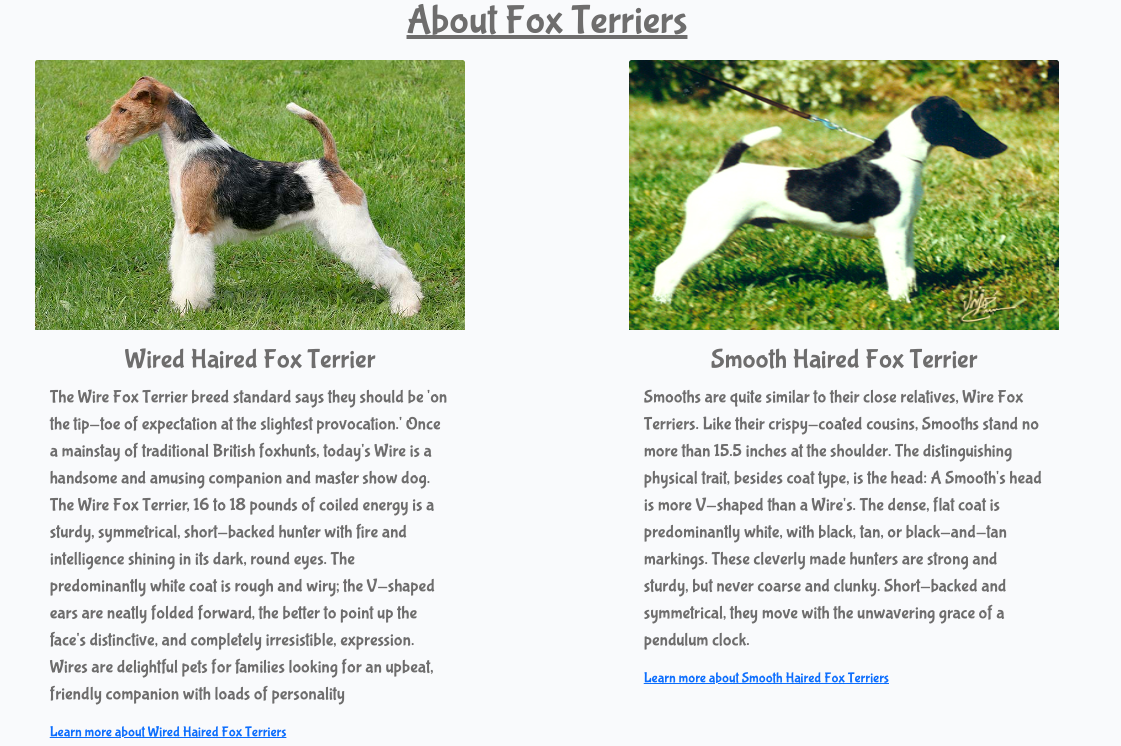 About Fox Terriers
Wired Haired Fox Terrier
The Wire Fox Terrier breed standard says they should be 'on
the tip-toe of expectation at the slightest provocation.' Once
a mainstay of traditional British foxhunts, today's Wire is a
handsome and amusing companion and master show dog.
The Wire Fox Terrier, 16 to 18 pounds of coiled energy is a
sturdy, symmetrical, short-backed hunter with fire and
intelligence shining in its dark, round eyes. The
predominantly white coat is rough and wiry; the V-shaped
ears are neatly folded forward, the better to point up the
face's distinctive, and completely irresistible, expression.
Wires are delightful pets for families looking for an upbeat,
friendly companion with loads of personality
Learn more about Wired Haired Fox Terriers
Smooth Haired Fox Terrier
Smooths are quite similar to their close relatives, Wire Fox
Terriers. Like their crispy-coated cousins, Smooths stand no
more than 15.5 inches at the shoulder. The distinguishing
physical trait, besides coat type, is the head: A Smooth's head
is more V-shaped than a Wire's. The dense, flat coat is
predominantly white, with black, tan, or black-and-tan
markings. These cleverly made hunters are strong and
sturdy, but never coarse and clunky. Short-backed and
symmetrical, they move with the unwavering grace of a
pendulum clock.
Learn more about Smooth Haired Fox Terriers